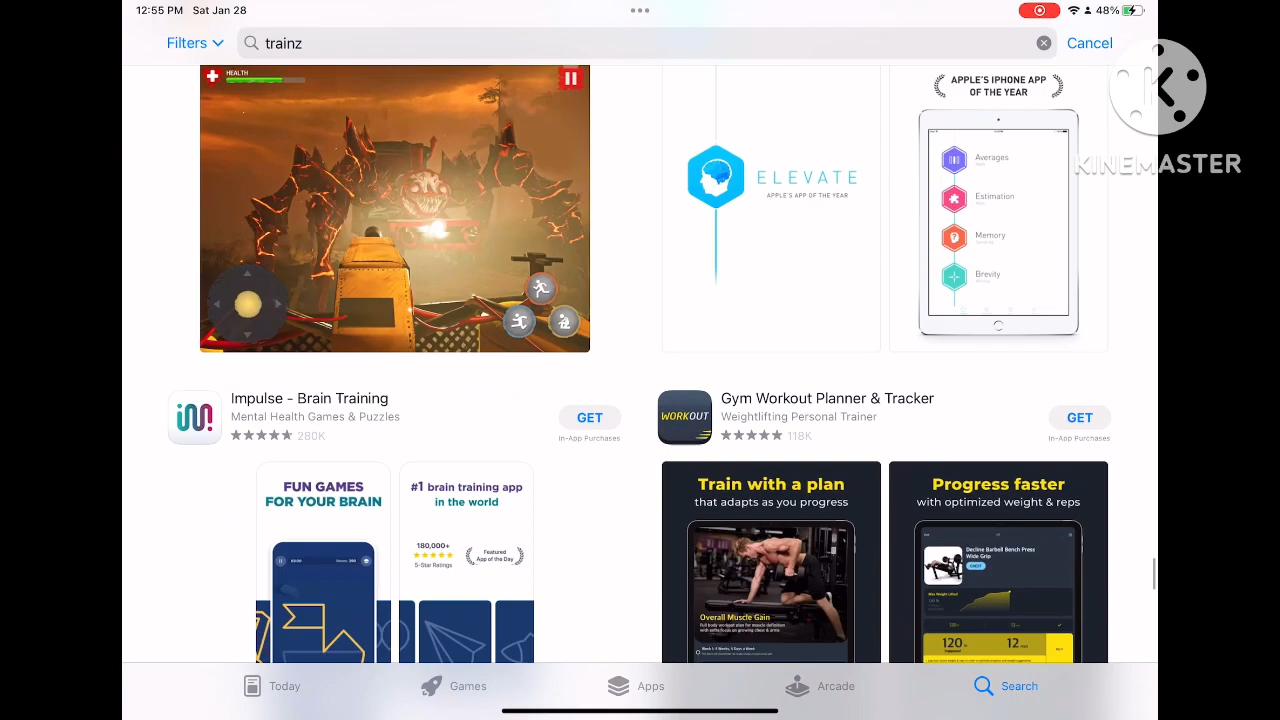 12:55 PM Sat Jan 28
48%
Filters
trainz
Cancel
KINEMASTER
HEALTH
ELEVATE
APPLE'S APP OF THE YEAR
APPLE'S IPHONE APP
OF THE YEAR
Averages
Estimation
Memory
Brevity
Impulse - Brain Training
Mental Health Games & Puzzles
280K
GET
In-App Purchases
WORKOUT
Gym Workout Planner & Tracker
Weightlifting Personal Trainer
118K
GET
In-App Purchases
FUN GAMES
FOR YOUR BRAIN
#1 brain training app
in the world
180,000+
5-Star Ratings
Featured
App of the Day
Train with a plan
that adapts as you progress
Overall Muscle Gain
Progress faster
with optimized weight & reps
Decline Barbell Bench Press
Wide Grip
CHEST
Max Weight Lifted
120
12
Today
Games
Apps
Arcade
Search